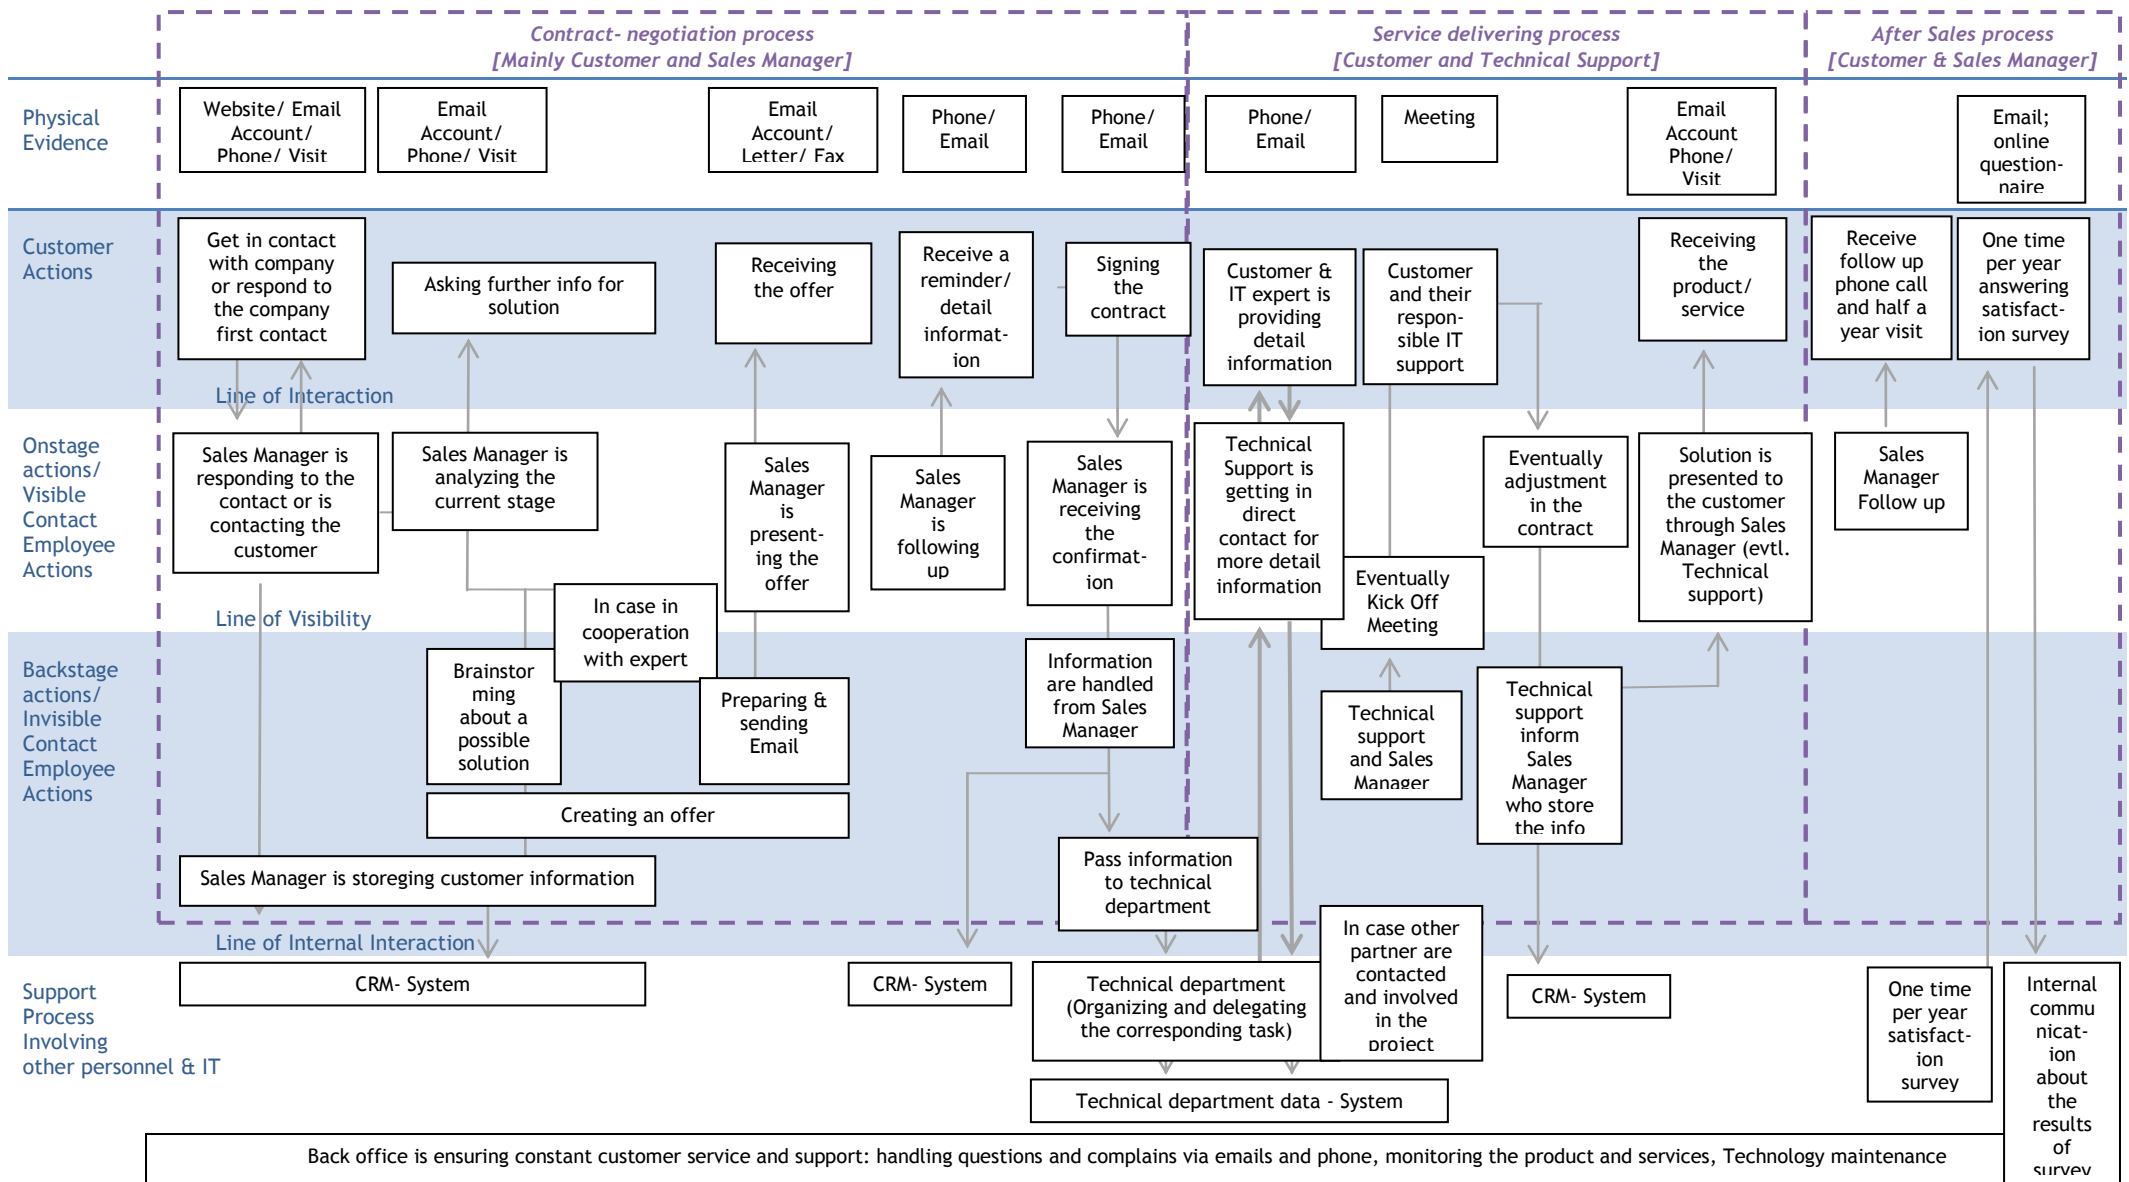 Contract- negotiation process
[Mainly Customer and Sales Manager]
Service delivering process
[Customer and Technical Support]
After Sales process
[Customer & Sales Manager]
Physical
Evidence
Website/ Email
Account/
Phone/ Visit
Email
Account/
Phone/ Visit
Email
Account/
Letter/ Fax
Phone/
Email
Phone/
Email
Phone/
Email
Meeting
Email
Account
Phone/
Visit
Email;
online
question-
naire
Customer
Actions
Get in contact
with company
or respond to
the company
first contact
Asking further info for
solution
Receiving
the offer
Receive a
reminder/
detail
informat-
ion
Signing
the
contract
Customer &
IT expert is
providing
detail
information
Customer
and their
respon-
sible IT
support
Receiving
the
product/
service
Receive
follow up
phone call
and half a
year visit
One time
per year
answering
satisfact-
ion survey
Line of Interaction
Onstage
actions/
Visible
Contact
Employee
Actions
Sales Manager is
responding to the
contact or is
contacting the
customer
Sales Manager is
analyzing the
current stage
Sales
Manager
is
present-
ing the
offer
Sales
Manager
is
following
up
Sales
Manager is
receiving
the
confirmat-
ion
Technical
Support is
getting in
direct
contact for
more detail
information
Eventually
Kick Off
Meeting
Eventually
adjustment
in the
contract
Solution is
presented to
the customer
through Sales
Manager (evtl.
Technical
support)
Sales
Manager
Follow up
Line of Visibility
Backstage
actions/
Invisible
Contact
Employee
Actions
In case in
cooperation
with expert
Brainstor
ming
about a
possible
solution
Preparing &
sending
Email
Creating an offer
Sales Manager is storeging customer information
Information
are handled
from Sales
Manager
Pass information
to technical
department
Technical
support
and Sales
Manager
Technical
support
inform
Sales
Manager
who store
the info
Line of Internal Interaction
Support
Process
Involving
other personnel & IT
CRM- System
CRM- System
Technical department
(Organizing and delegating
the corresponding task)
In case other
partner are
contacted
and involved
in the
project
CRM- System
One time
per year
satisfact-
ion
survey
Internal
commu
nicat-
ion
about
the
results
of
survey
Technical department data - System
Back office is ensuring constant customer service and support: handling questions and complains via emails and phone, monitoring the product and services, Technology maintenance